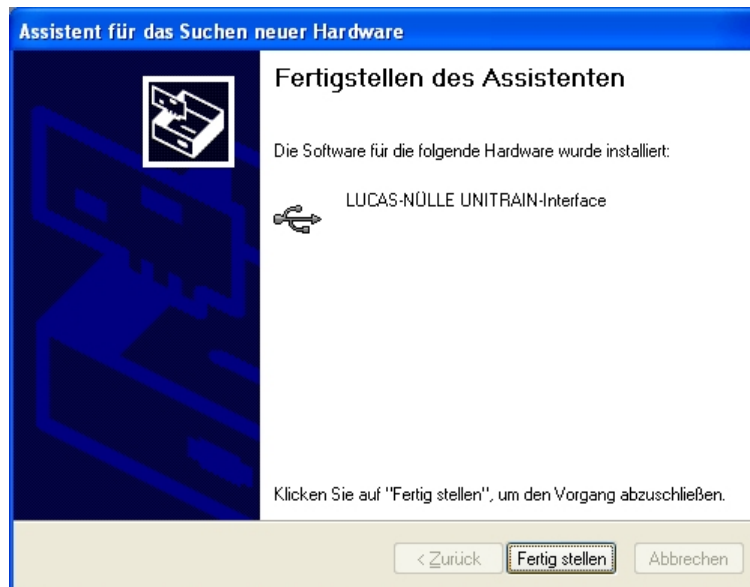 Assistent für das Suchen neuer Hardware
Fertigstellen des Assistenten
Die Software für die folgende Hardware wurde installiert:
LUCAS-NÜLLE UNITRAIN-Interface
Klicken Sie auf "Fertig stellen", um den Vorgang abzuschließen.
< Zurück Fertig stellen Abbrechen